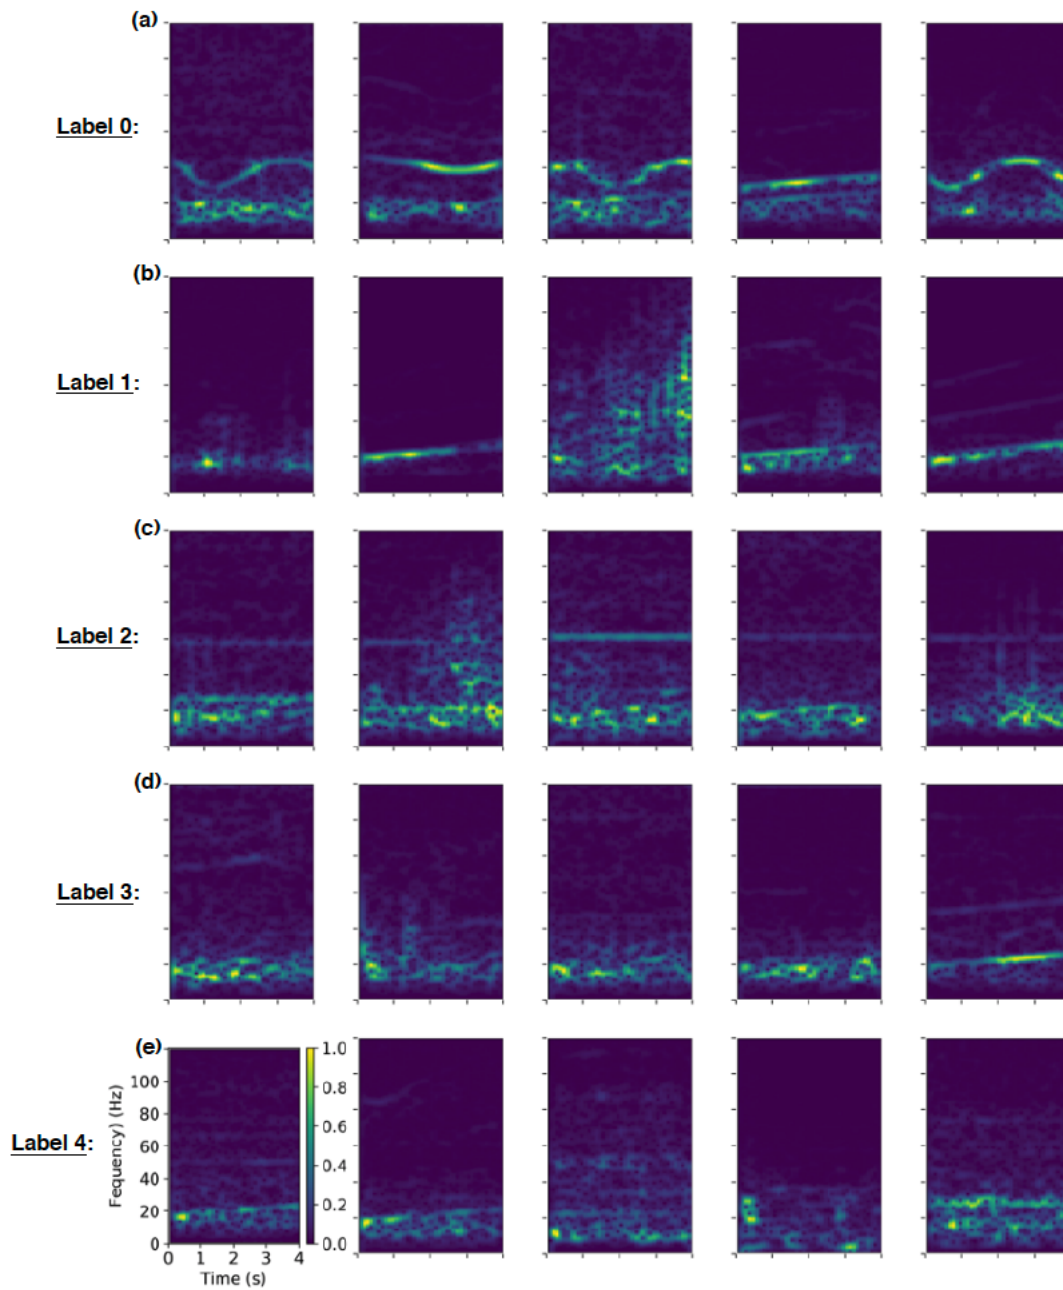 (a)
Label 0:
(b)
Label 1:
(c)
Label 2:
(d)
Label 3:
(e)
Label 4:
Fequency) (Hz)
100
80
60
40
20
0
0 1 2 3 4
Time (s)
1.0
0.8
0.6
0.4
0.2
0.0